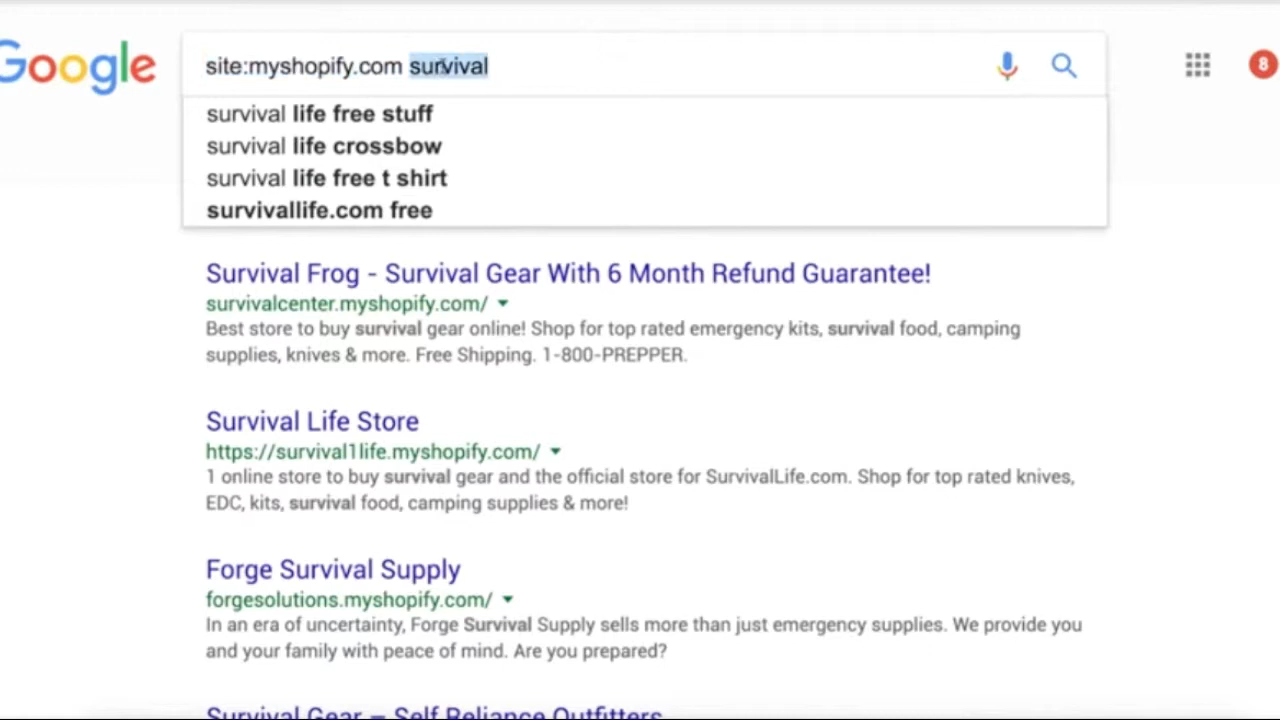 Google
site:myshopify.com survival
8
survival life free stuff
survival life crossbow
survival life free t shirt
survivallife.com free
Survival Frog - Survival Gear With 6 Month Refund Guarantee!
survivalcenter.myshopify.com/
Best store to buy survival gear online! Shop for top rated emergency kits, survival food, camping
supplies, knives & more. Free Shipping. 1-800-PREPPER.
Survival Life Store
https://survival1life.myshopify.com/
1 online store to buy survival gear and the official store for SurvivalLife.com. Shop for top rated knives,
EDC, kits, survival food, camping supplies & more!
Forge Survival Supply
forgesolutions.myshopify.com/
In an era of uncertainty, Forge Survival Supply sells more than just emergency supplies. We provide you
and your family with peace of mind. Are you prepared?
Survival Gear – Self Reliance Outfitters